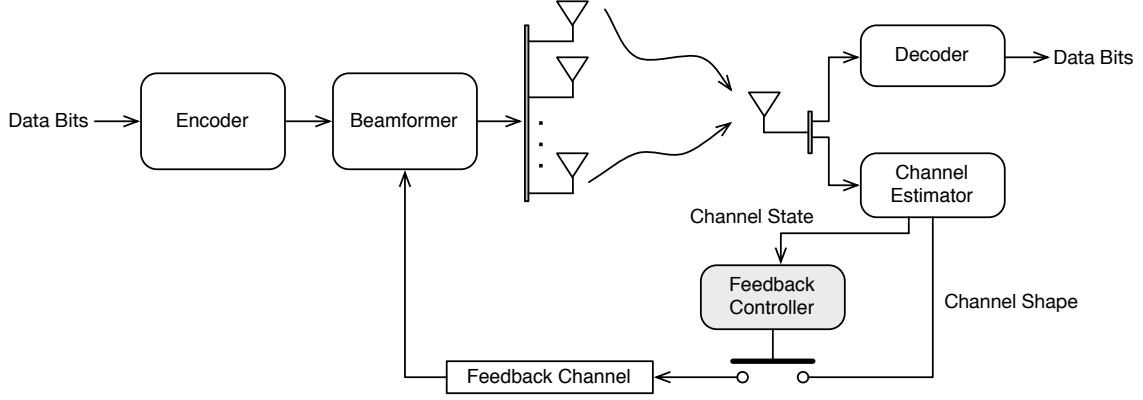 Data Bits
Encoder
Beamformer
Decoder
Data Bits
Channel
Estimator
Channel State
Feedback
Controller
Channel Shape
Feedback Channel